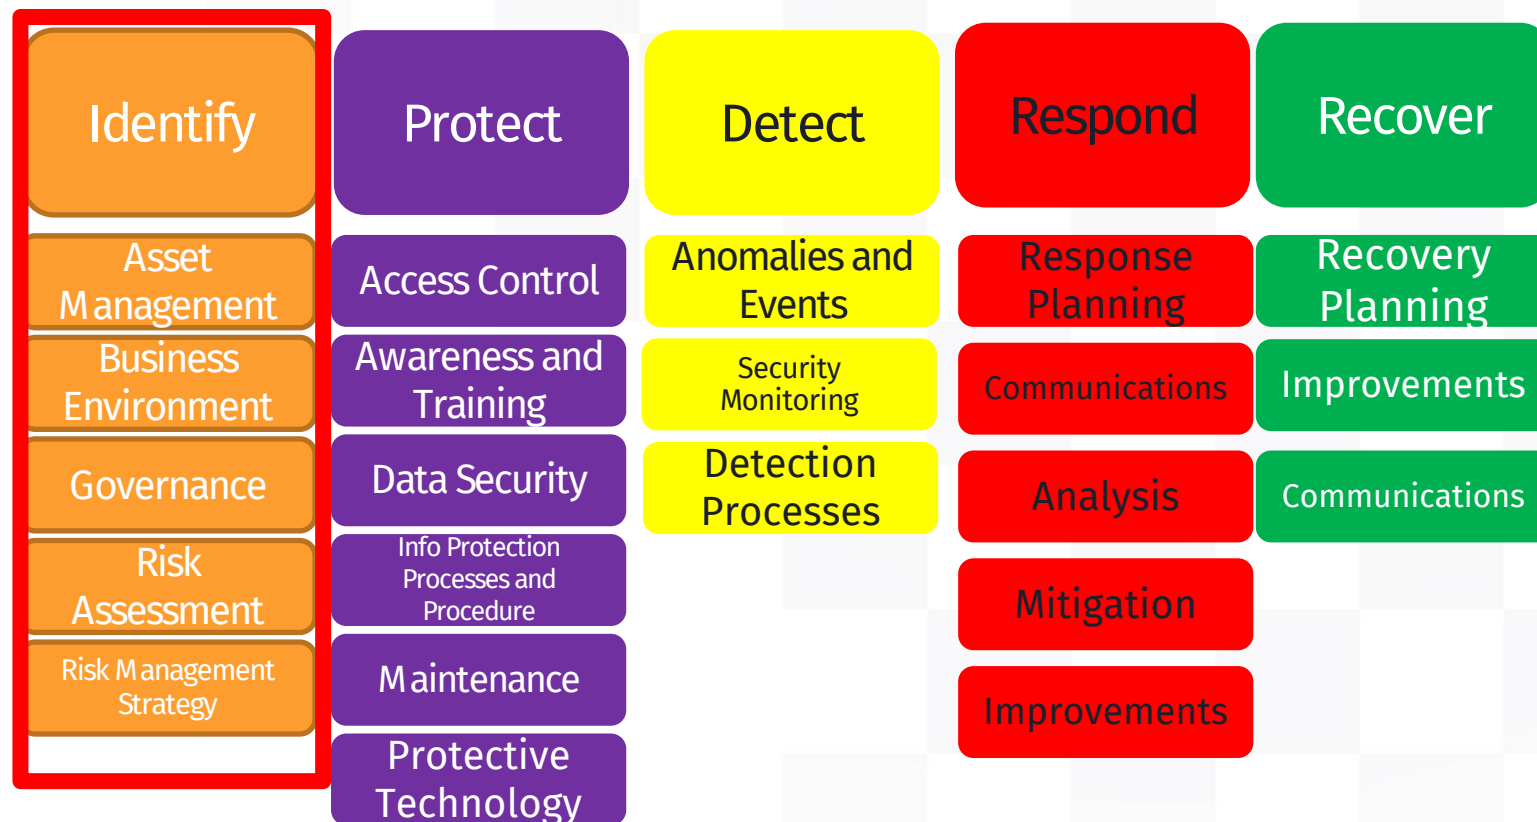 Identify
Asset
Management
Business
Environment
Governance
Risk
Assessment
Risk Management
Strategy
Protect
Access Control
Awareness and
Training
Data Security
Info Protection
Processes and
Procedure
Maintenance
Protective
Technology
Detect
Anomalies and
Events
Security
Monitoring
Detection
Processes
Respond
Response
Planning
Communications
Analysis
Mitigation
Improvements
Recover
Recovery
Planning
Improvements
Communications